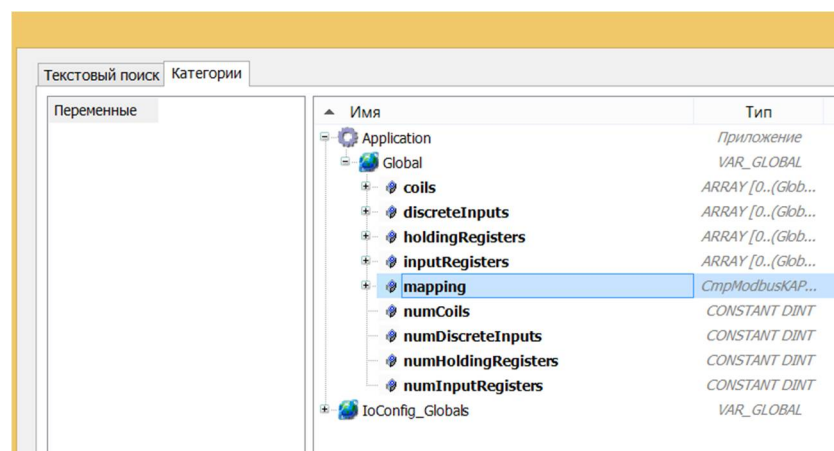 Текстовый поиск Категории
Переменные
Имя Тип
Application Приложение
Global VAR_GLOBAL
coils ARRAY [0..(Glob...
discreteInputs ARRAY [0..(Glob...
holdingRegisters ARRAY [0..(Glob...
inputRegisters ARRAY [0..(Glob...
mapping CmpModbusKAP...
numCoils CONSTANT DINT
numDiscreteInputs CONSTANT DINT
numHoldingRegisters CONSTANT DINT
numInputRegisters CONSTANT DINT
IoConfig_Globals VAR_GLOBAL